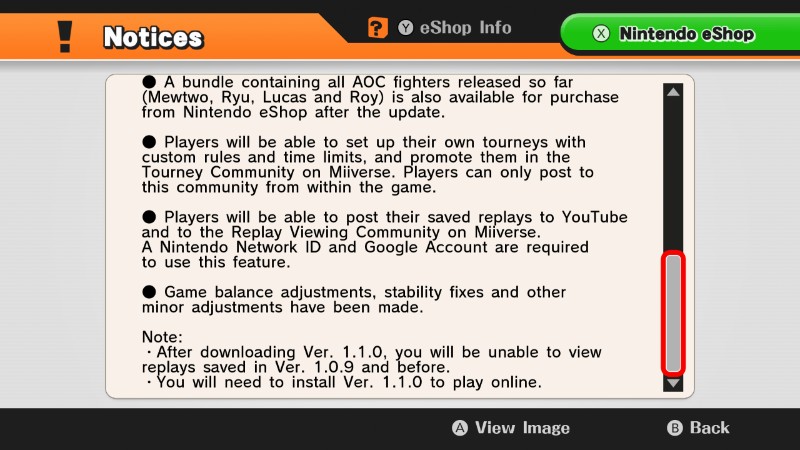 ! Notices
? Y eShop Info
X Nintendo eShop
● A bundle containing all AOC fighters released so far
(Mewtwo, Ryu, Lucas and Roy) is also available for purchase
from Nintendo eShop after the update.
● Players will be able to set up their own tourneys with
custom rules and time limits, and promote them in the
Tourney Community on Miiverse. Players can only post to
this community from within the game.
● Players will be able to post their saved replays to YouTube
and to the Replay Viewing Community on Miiverse.
A Nintendo Network ID and Google Account are required
to use this feature.
● Game balance adjustments, stability fixes and other
minor adjustments have been made.
Note:
・After downloading Ver. 1.1.0, you will be unable to view
replays saved in Ver. 1.0.9 and before.
・You will need to install Ver. 1.1.0 to play online.
A View Image
B Back